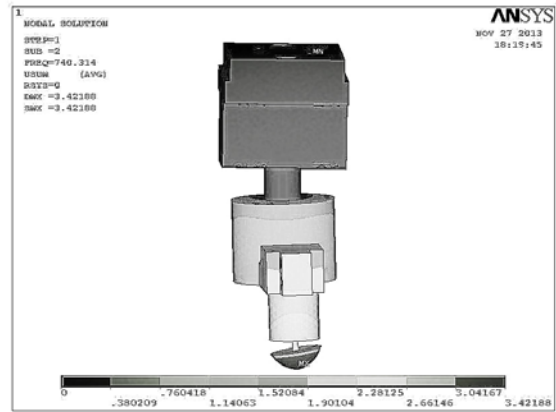 1
NODAL SOLUTION
STEP=1
SUB =2
FREQ=740.314
USUM (AVG)
RSYS=0
DMX =3.42188
SMX =3.42188
ANSYS
NOV 27 2013
18:19:45
MN
MX
0 .760418 1.52084 2.28125 3.04167
.380209 1.14063 1.90104 2.66146 3.42188